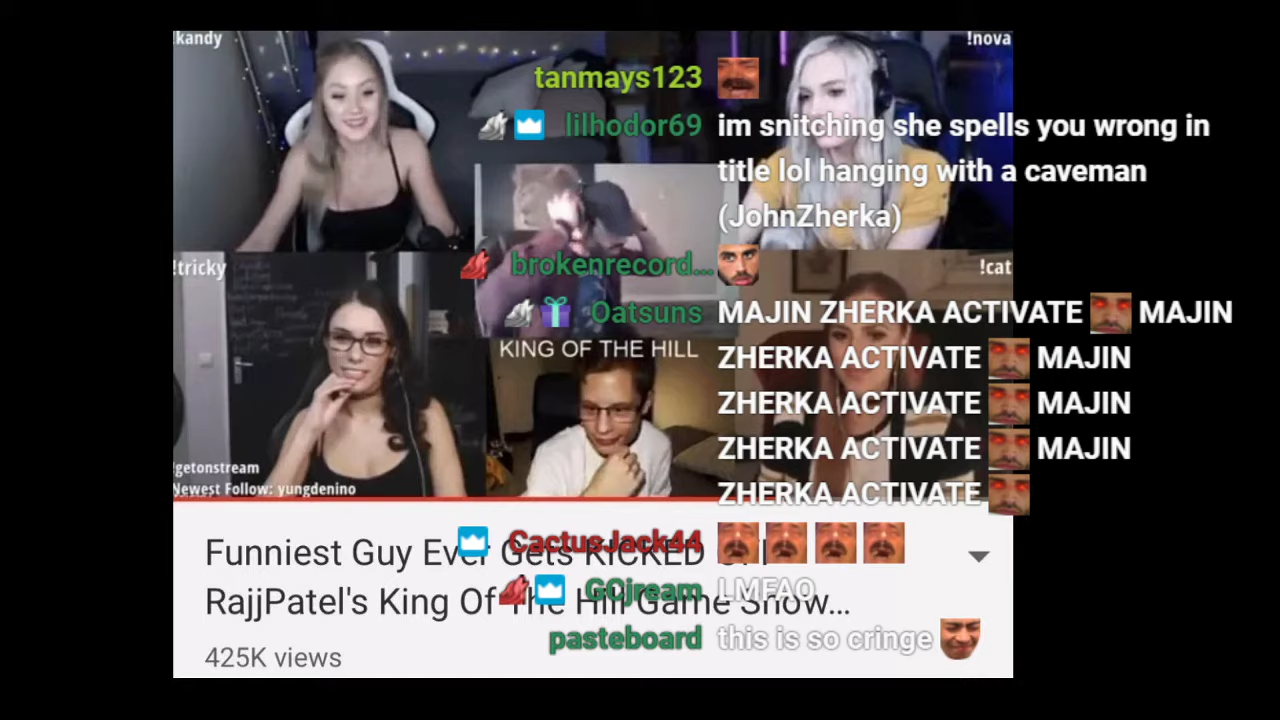 !kandy
!nova
tanmays123
lilhodor69 im snitching she spells you wrong in
title lol hanging with a caveman
(JohnZherka)
!tricky
!cat
brokenrecord...
Oatsuns MAJIN ZHERKA ACTIVATE MAJIN
ZHERKA ACTIVATE MAJIN
ZHERKA ACTIVATE MAJIN
ZHERKA ACTIVATE MAJIN
ZHERKA ACTIVATE
KING OF THE HILL
!getonstream
Newest Follow: yungdenino
CactusJack44
Funniest Guy Ever Gets KICKED
GCjream LMFAO
RajjPatel's King Of The Hill Game Show...
pasteboard this is so cringe
425K views